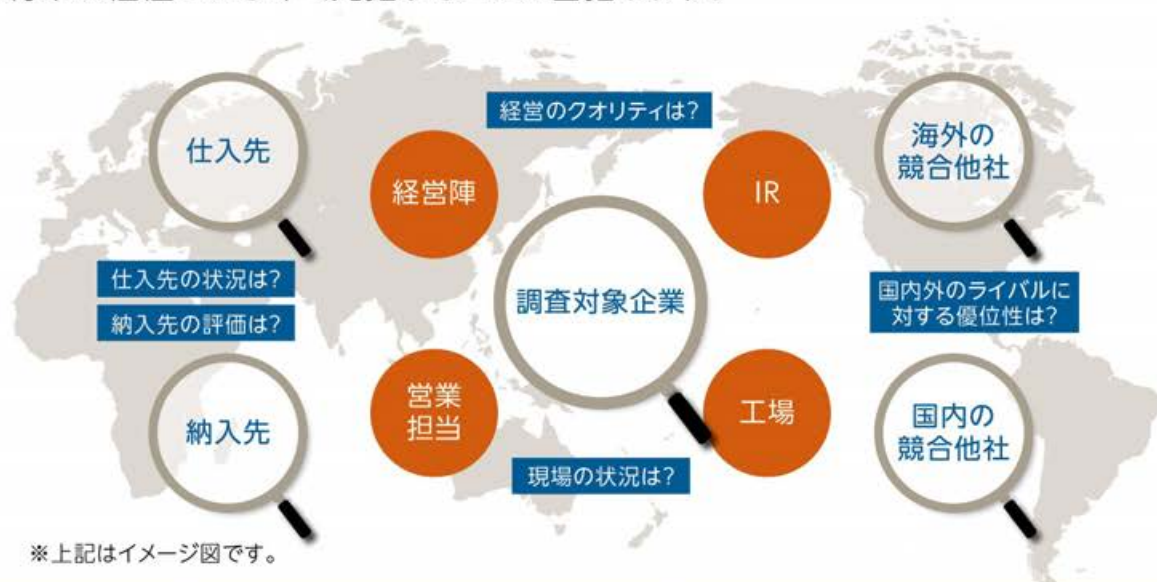 仕入先
経営のクオリティは?
海外の
競合他社
経営陣
IR
仕入先の状況は?
納入先の評価は?
調査対象企業
国内外のライバルに
対する優位性は?
営業
担当
工場
納入先
国内の
競合他社
現場の状況は?
※上記はイメージ図です。